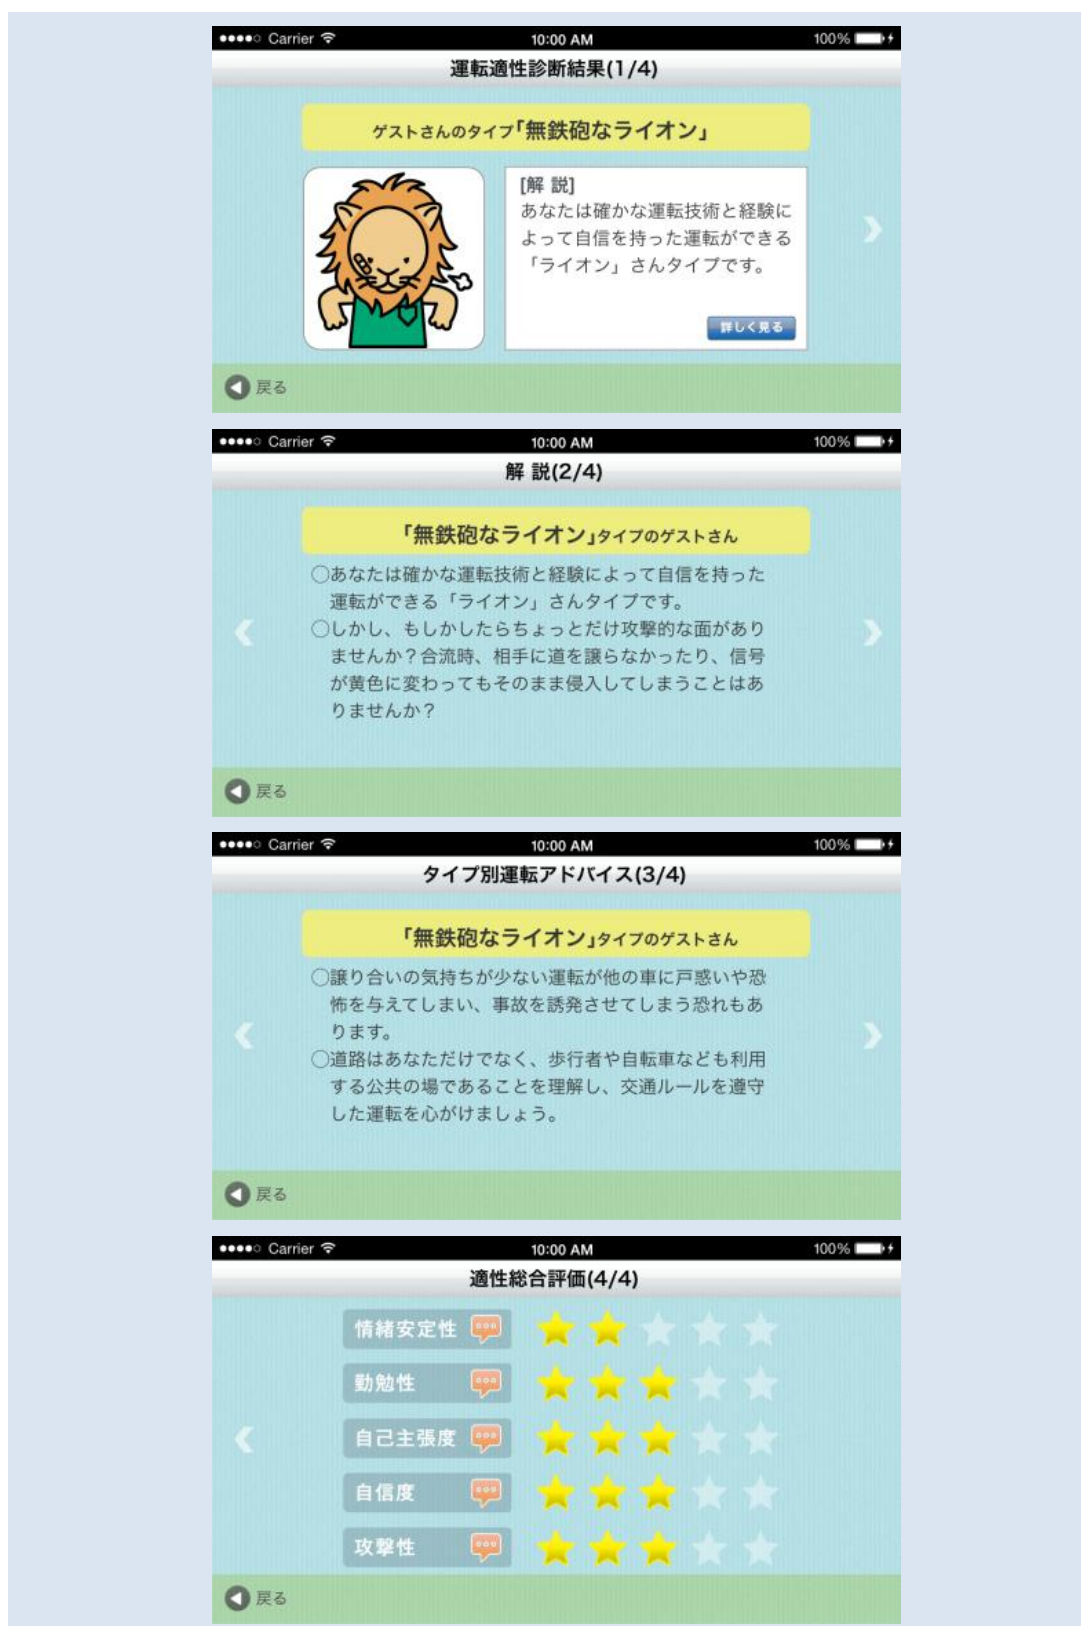 Carrier 10:00 AM 100%
運転適性診断結果(1/4)
ゲストさんのタイプ「無鉄砲なライオン」
[解 説]
あなたは確かな運転技術と経験に
よって自信を持った運転ができる
「ライオン」さんタイプです。
詳しく見る
戻る
Carrier 10:00 AM 100%
解 説(2/4)
「無鉄砲なライオン」タイプのゲストさん
○あなたは確かな運転技術と経験によって自信を持った
運転ができる「ライオン」さんタイプです。
○しかし、もしかしたらちょっとだけ攻撃的な面があり
ませんか？合流時、相手に道を譲らなかったり、信号
が黄色に変わってもそのまま侵入してしまうことはあ
りませんか？
戻る
Carrier 10:00 AM 100%
タイプ別運転アドバイス(3/4)
「無鉄砲なライオン」タイプのゲストさん
○譲り合いの気持ちが少ない運転が他の車に戸惑いや恐
怖を与えてしまい、事故を誘発させてしまう恐れもあ
ります。
○道路はあなただけでなく、歩行者や自転車なども利用
する公共の場であることを理解し、交通ルールを遵守
した運転を心がけましょう。
戻る
Carrier 10:00 AM 100%
適性総合評価(4/4)
情緒安定性
勤勉性
自己主張度
自信度
攻撃性
戻る